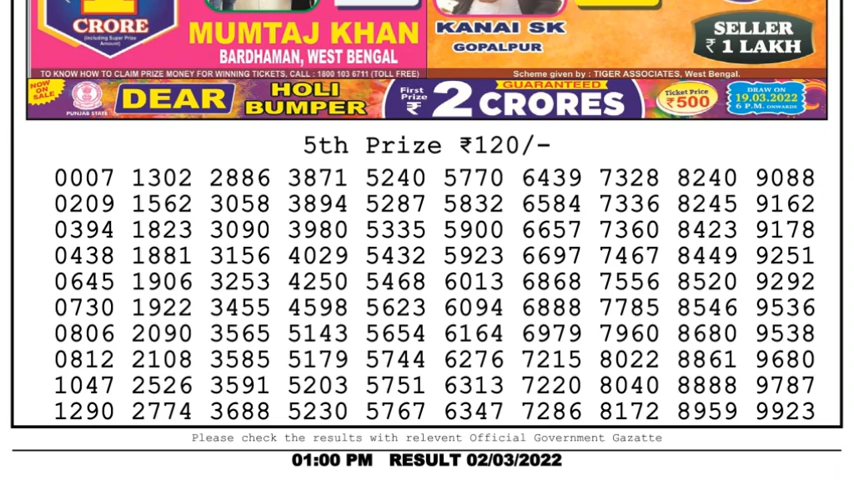 CRORE
(Including Super Prize
Amount)
MUMTAJ KHAN
BARDHAMAN, WEST BENGAL
KANAI SK
GOPALPUR
SELLER
₹ 1 LAKH
TO KNOW HOW TO CLAIM PRIZE MONEY FOR WINNING TICKETS, CALL : 1800 103 6711 (TOLL FREE)
Scheme given by : TIGER ASSOCIATES, West Bengal.
NOW ON SALE
PUNJAB STATE
DEAR
HOLI
BUMPER
First
Prize
₹
2 CRORES
GUARANTEED
Ticket Price
₹500
DRAW ON
19.03.2022
6 P.M. ONWARDS
5th Prize ₹120/-
0007 1302 2886 3871 5240 5770 6439 7328 8240 9088
0209 1562 3058 3894 5287 5832 6584 7336 8245 9162
0394 1823 3090 3980 5335 5900 6657 7360 8423 9178
0438 1881 3156 4029 5432 5923 6697 7467 8449 9251
0645 1906 3253 4250 5468 6013 6868 7556 8520 9292
0730 1922 3455 4598 5623 6094 6888 7785 8546 9536
0806 2090 3565 5143 5654 6164 6979 7960 8680 9538
0812 2108 3585 5179 5744 6276 7215 8022 8861 9680
1047 2526 3591 5203 5751 6313 7220 8040 8888 9787
1290 2774 3688 5230 5767 6347 7286 8172 8959 9923
Please check the results with relevent Official Government Gazatte
01:00 PM RESULT 02/03/2022